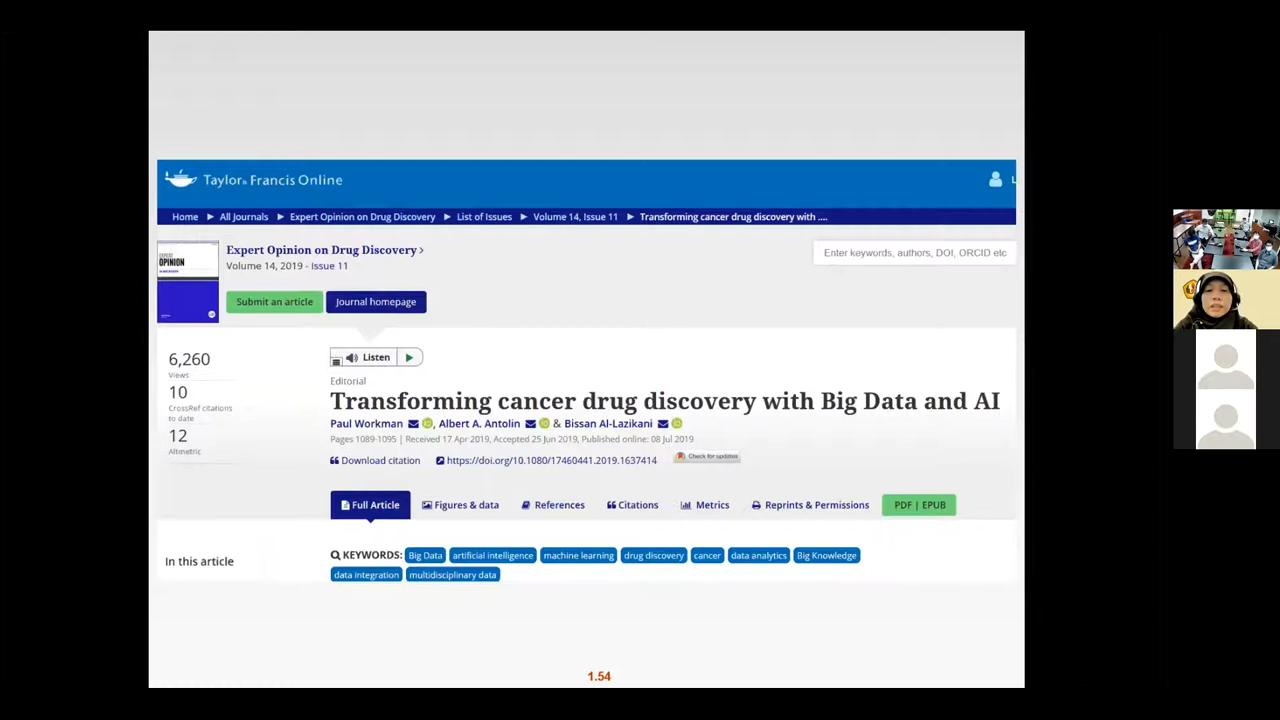 Taylor & Francis Online
Home ▶ All Journals ▶ Expert Opinion on Drug Discovery ▶ List of Issues ▶ Volume 14, Issue 11 ▶ Transforming cancer drug discovery with ....
EXPERT
OPINION
Expert Opinion on Drug Discovery ›
Volume 14, 2019 - Issue 11
Enter keywords, authors, DOI, ORCID etc
Submit an article
Journal homepage
6,260
Views
10
CrossRef citations
to date
12
Altmetric
Listen
Editorial
Transforming cancer drug discovery with Big Data and AI
Paul Workman, Albert A. Antolin & Bissan Al-Lazikani
Pages 1089-1095 | Received 17 Apr 2019, Accepted 25 Jun 2019, Published online: 08 Jul 2019
Download citation https://doi.org/10.1080/17460441.2019.1637414 Check for updates
Full Article Figures & data References Citations Metrics Reprints & Permissions PDF | EPUB
In this article
KEYWORDS: Big Data artificial intelligence machine learning drug discovery cancer data analytics Big Knowledge
data integration multidisciplinary data
1.54